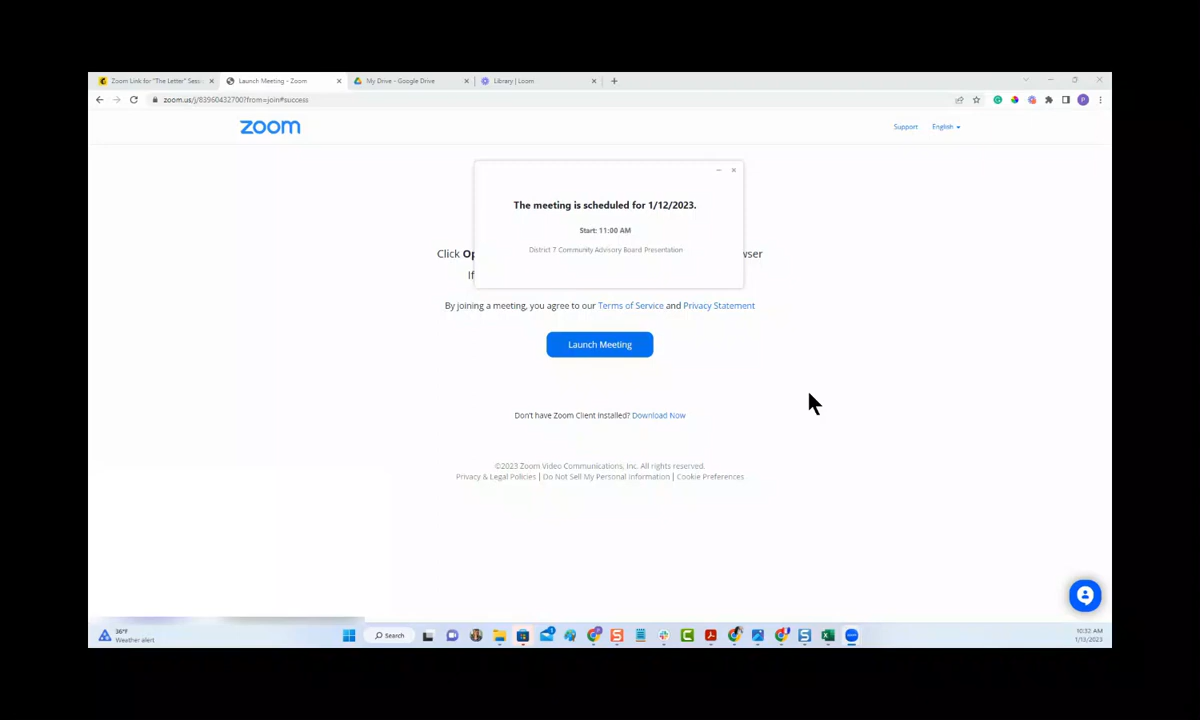 Zoom Link for "The Letter" Sess
Launch Meeting - Zoom
My Drive - Google Drive
Library | Loom
zoom.us/j/83960432700?from=join#success
zoom
Support
English
The meeting is scheduled for 1/12/2023.
Start: 11:00 AM
District 7 Community Advisory Board Presentation
Click Op
wser
If
By joining a meeting, you agree to our Terms of Service and Privacy Statement
Launch Meeting
Don't have Zoom Client installed? Download Now
©2023 Zoom Video Communications, Inc. All rights reserved.
Privacy & Legal Policies | Do Not Sell My Personal Information | Cookie Preferences
36°F
Weather alert
Search
10:32 AM
1/13/2023